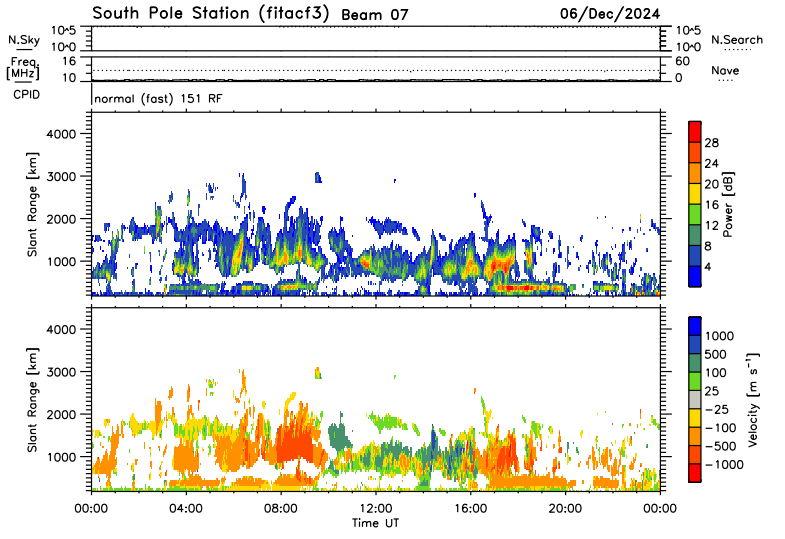 South Pole Station (fitacf3) Beam 07 06/Dec/2024
N.Sky 10^5 10^5 N.Search
10^0 10^0
Freq. [MHz] 16 60 Nave
10 0
CPID normal (fast) 151 RF
Slant Range [km]
4000
3000
2000
1000
Power [dB]
28
24
20
16
12
8
4
Slant Range [km]
4000
3000
2000
1000
Velocity [m s⁻¹]
1000
500
100
25
−25
−100
−500
−1000
00:00 04:00 08:00 12:00 16:00 20:00 00:00
Time UT